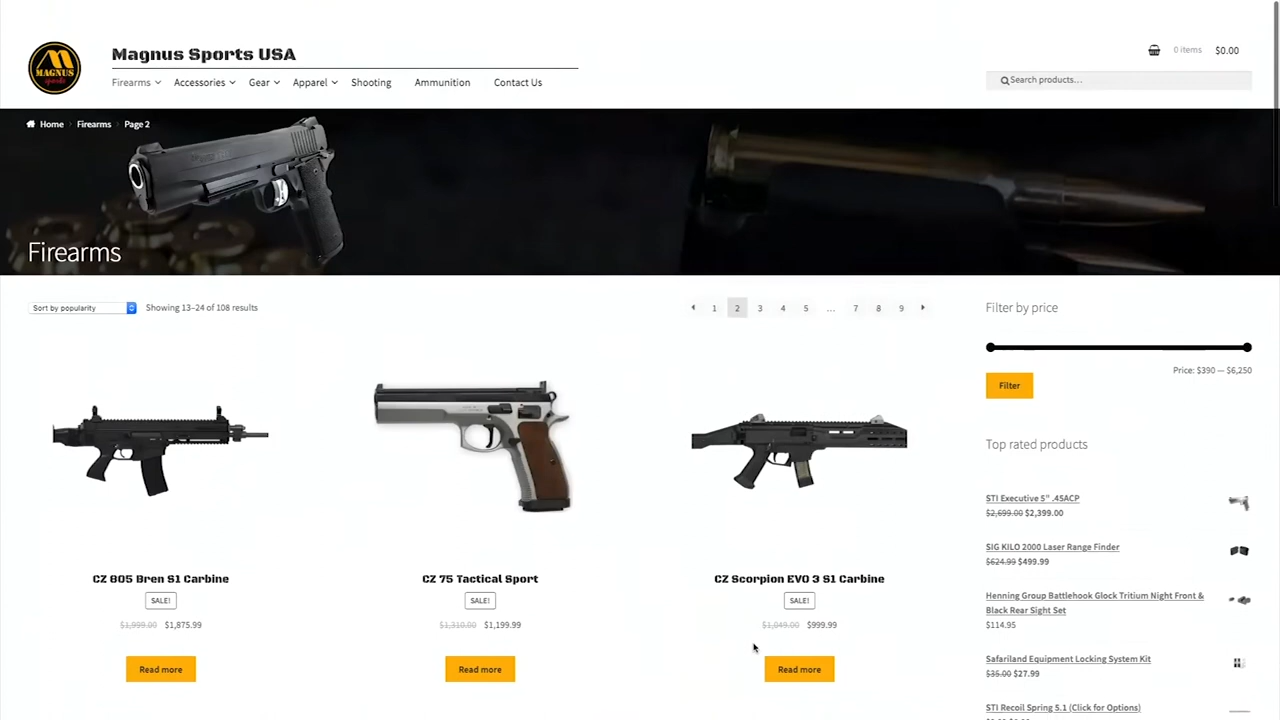 Magnus Sports USA
MAGNUS
sports
0 items $0.00
Firearms Accessories Gear Apparel Shooting Ammunition Contact Us
Search products…
Home Firearms Page 2
Firearms
Sort by popularity Showing 13–24 of 108 results
1 2 3 4 5 … 7 8 9
Filter by price
Price: $390 — $6,250
Filter
Top rated products
STI Executive 5" .45ACP
$2,699.00 $2,399.00
SIG KILO 2000 Laser Range Finder
$624.99 $499.99
Henning Group Battlehook Glock Tritium Night Front &
Black Rear Sight Set
$114.95
Safariland Equipment Locking System Kit
$35.00 $27.99
STI Recoil Spring 5.1 (Click for Options)
CZ 805 Bren S1 Carbine
SALE!
$1,999.00 $1,875.99
Read more
CZ 75 Tactical Sport
SALE!
$1,310.00 $1,199.99
Read more
CZ Scorpion EVO 3 S1 Carbine
SALE!
$1,049.00 $999.99
Read more